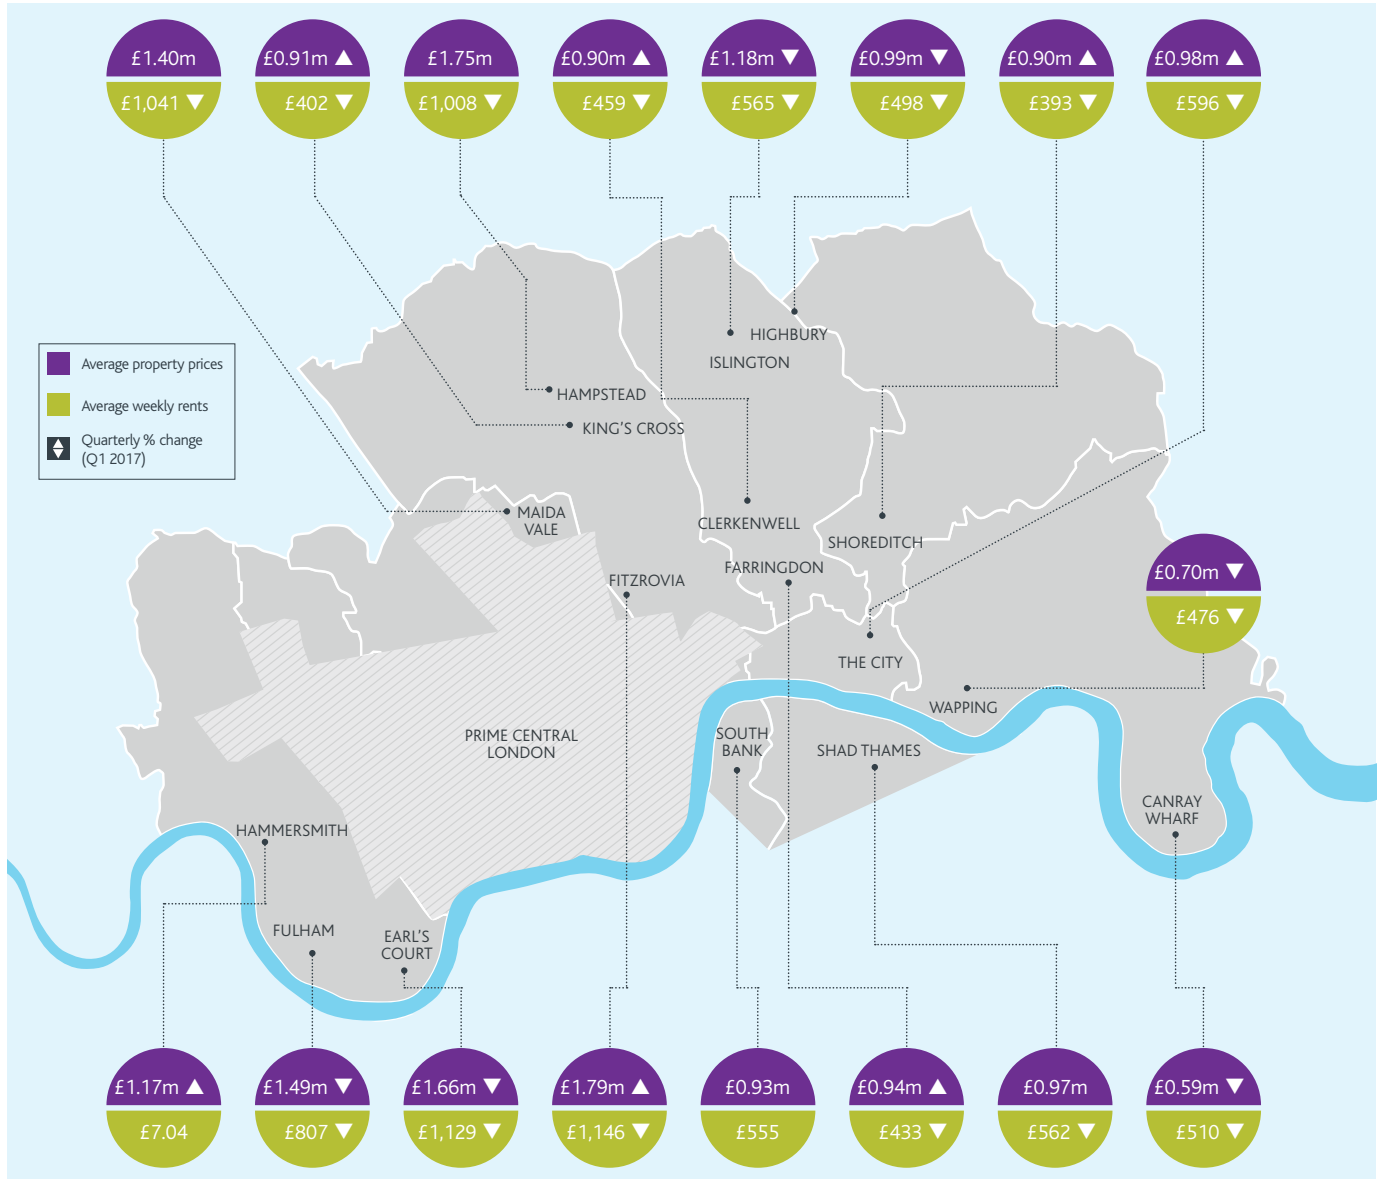 £1.40m
£1,041 ▼
£0.91m ▲
£402 ▼
£1.75m
£1,008 ▼
£0.90m ▲
£459 ▼
£1.18m ▼
£565 ▼
£0.99m ▼
£498 ▼
£0.90m ▲
£393 ▼
£0.98m ▲
£596 ▼
Average property prices
Average weekly rents
Quarterly % change
(Q1 2017)
HIGHBURY
ISLINGTON
HAMPSTEAD
KING'S CROSS
MAIDA
VALE
CLERKENWELL
SHOREDITCH
FARRINGDON
FITZROVIA
£0.70m ▼
£476 ▼
THE CITY
WAPPING
PRIME CENTRAL
LONDON
SOUTH
BANK
SHAD THAMES
CANRAY
WHARF
HAMMERSMITH
FULHAM
EARL'S
COURT
£1.17m ▲
£7.04
£1.49m ▼
£807 ▼
£1.66m ▼
£1,129 ▼
£1.79m ▲
£1,146 ▼
£0.93m
£555
£0.94m ▲
£433 ▼
£0.97m
£562 ▼
£0.59m ▼
£510 ▼